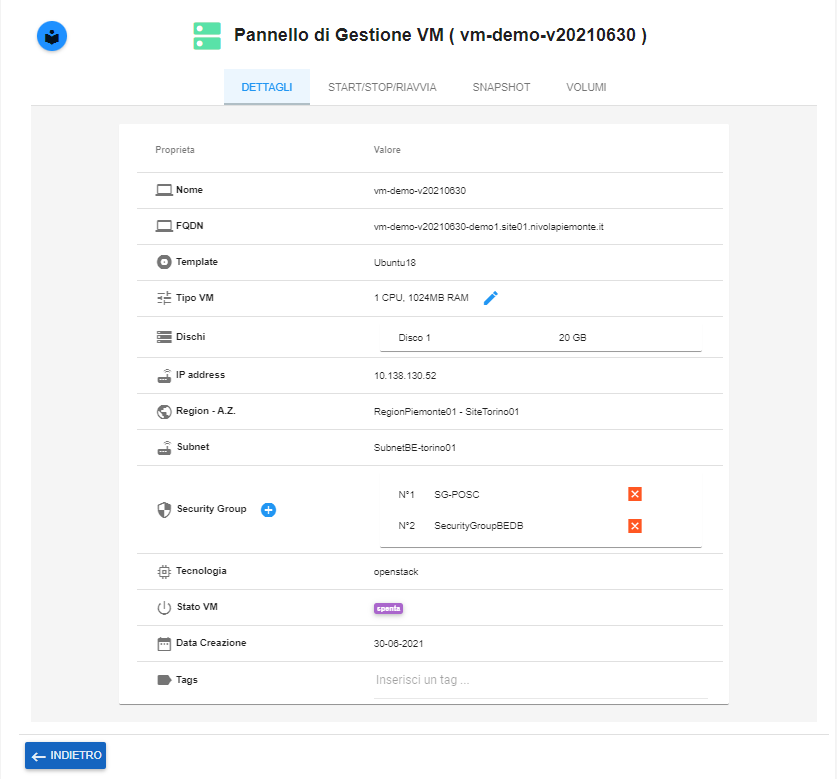 Pannello di Gestione VM ( vm-demo-v20210630 )
DETTAGLI START/STOP/RIAVVIA SNAPSHOT VOLUMI
Proprieta Valore
Nome vm-demo-v20210630
FQDN vm-demo-v20210630-demo1.site01.nivolapiemonte.it
Template Ubuntu18
Tipo VM 1 CPU, 1024MB RAM
Dischi Disco 1 20 GB
IP address 10.138.130.52
Region - A.Z. RegionPiemonte01 - SiteTorino01
Subnet SubnetBE-torino01
Security Group N°1 SG-POSC
N°2 SecurityGroupBEDB
Tecnologia openstack
Stato VM spenta
Data Creazione 30-06-2021
Tags Inserisci un tag ...
INDIETRO